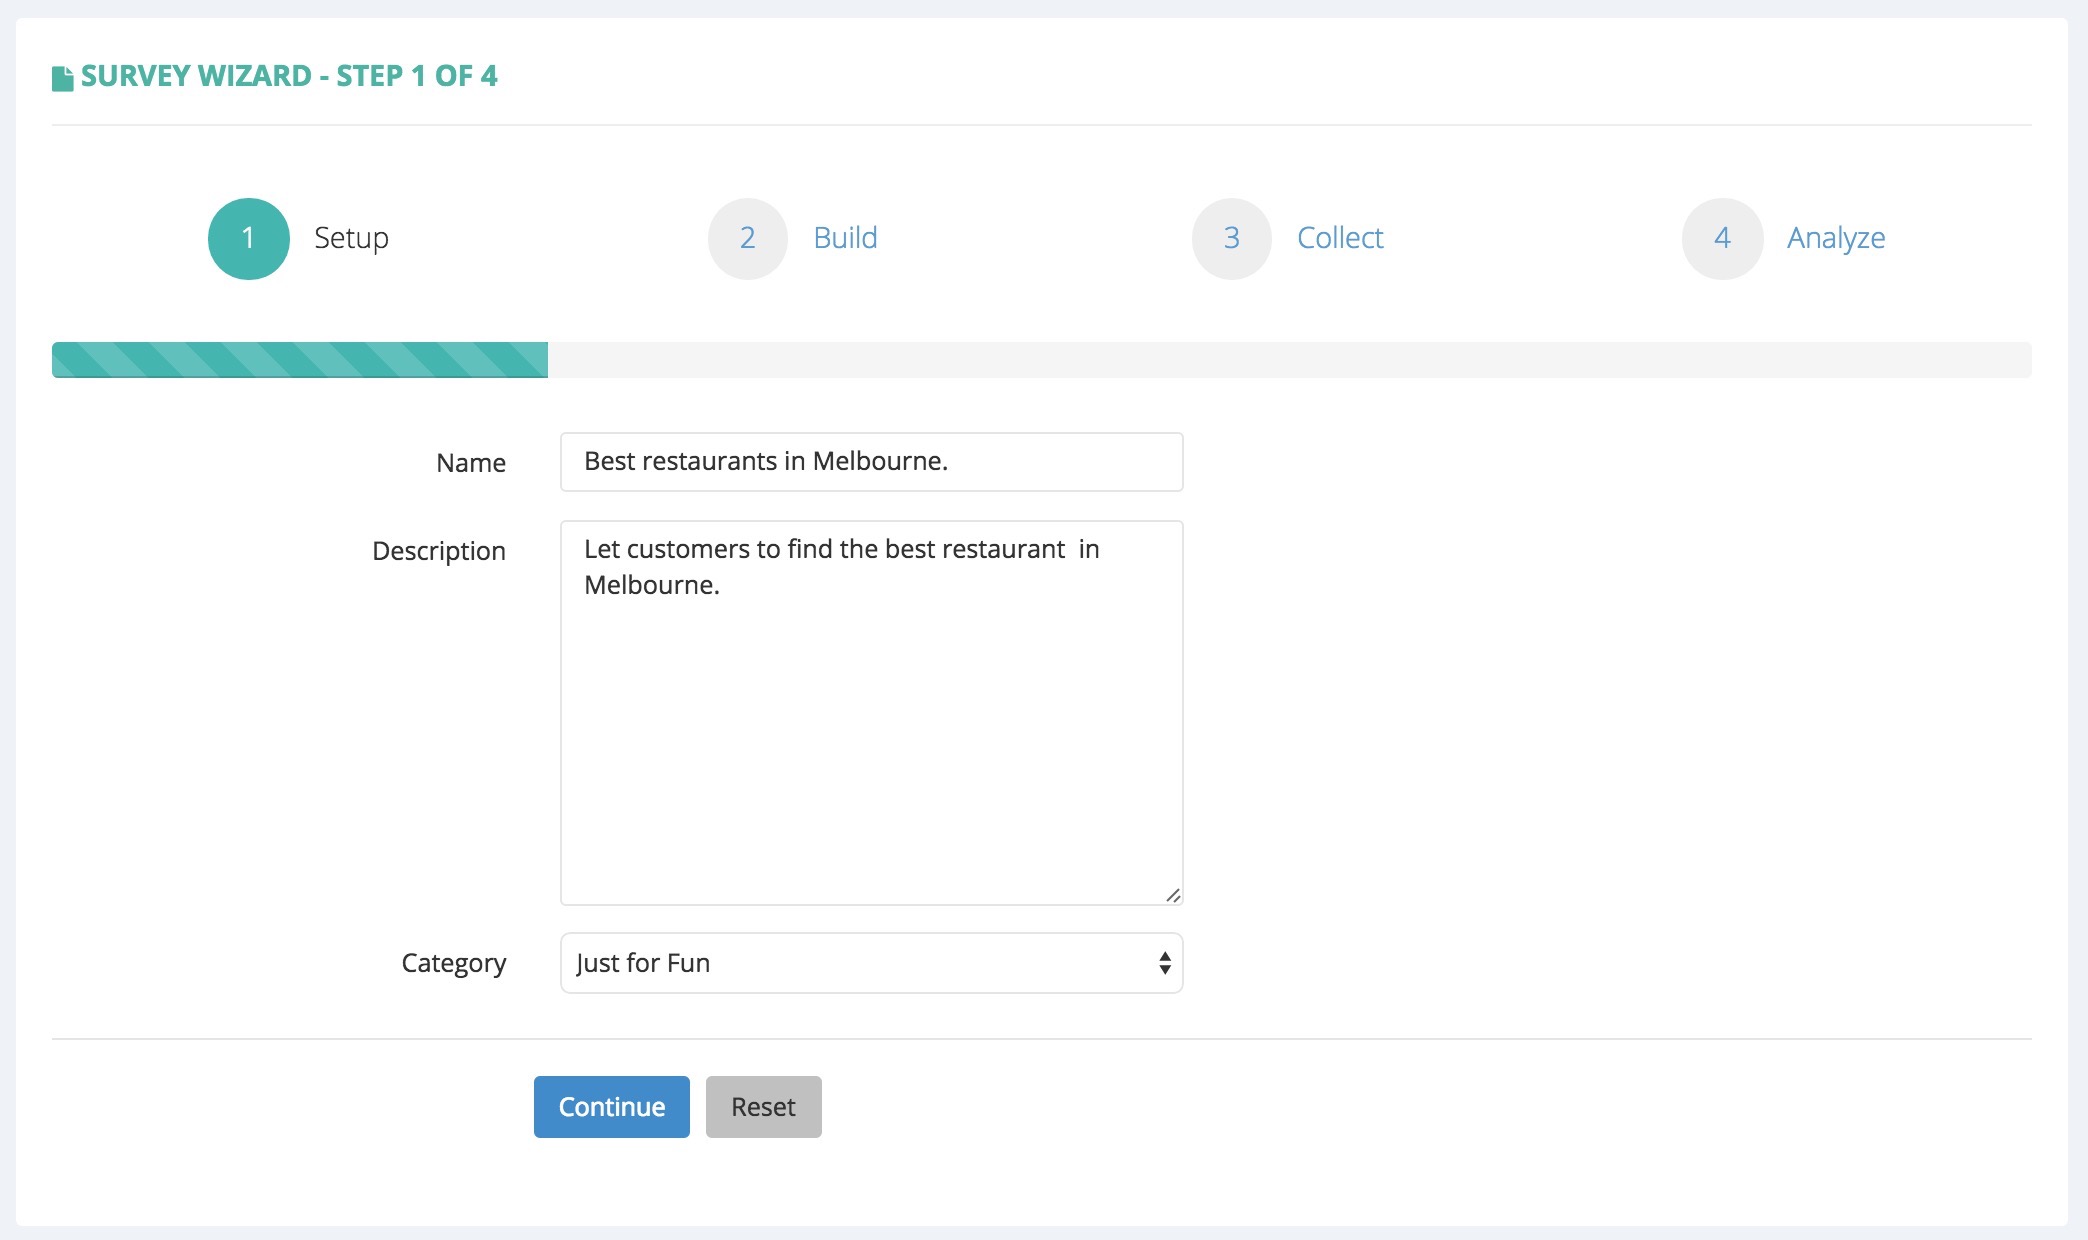 SURVEY WIZARD - STEP 1 OF 4
1 Setup
2 Build
3 Collect
4 Analyze
Name
Best restaurants in Melbourne.
Description
Let customers to find the best restaurant  in
Melbourne.
Category
Just for Fun
Continue
Reset